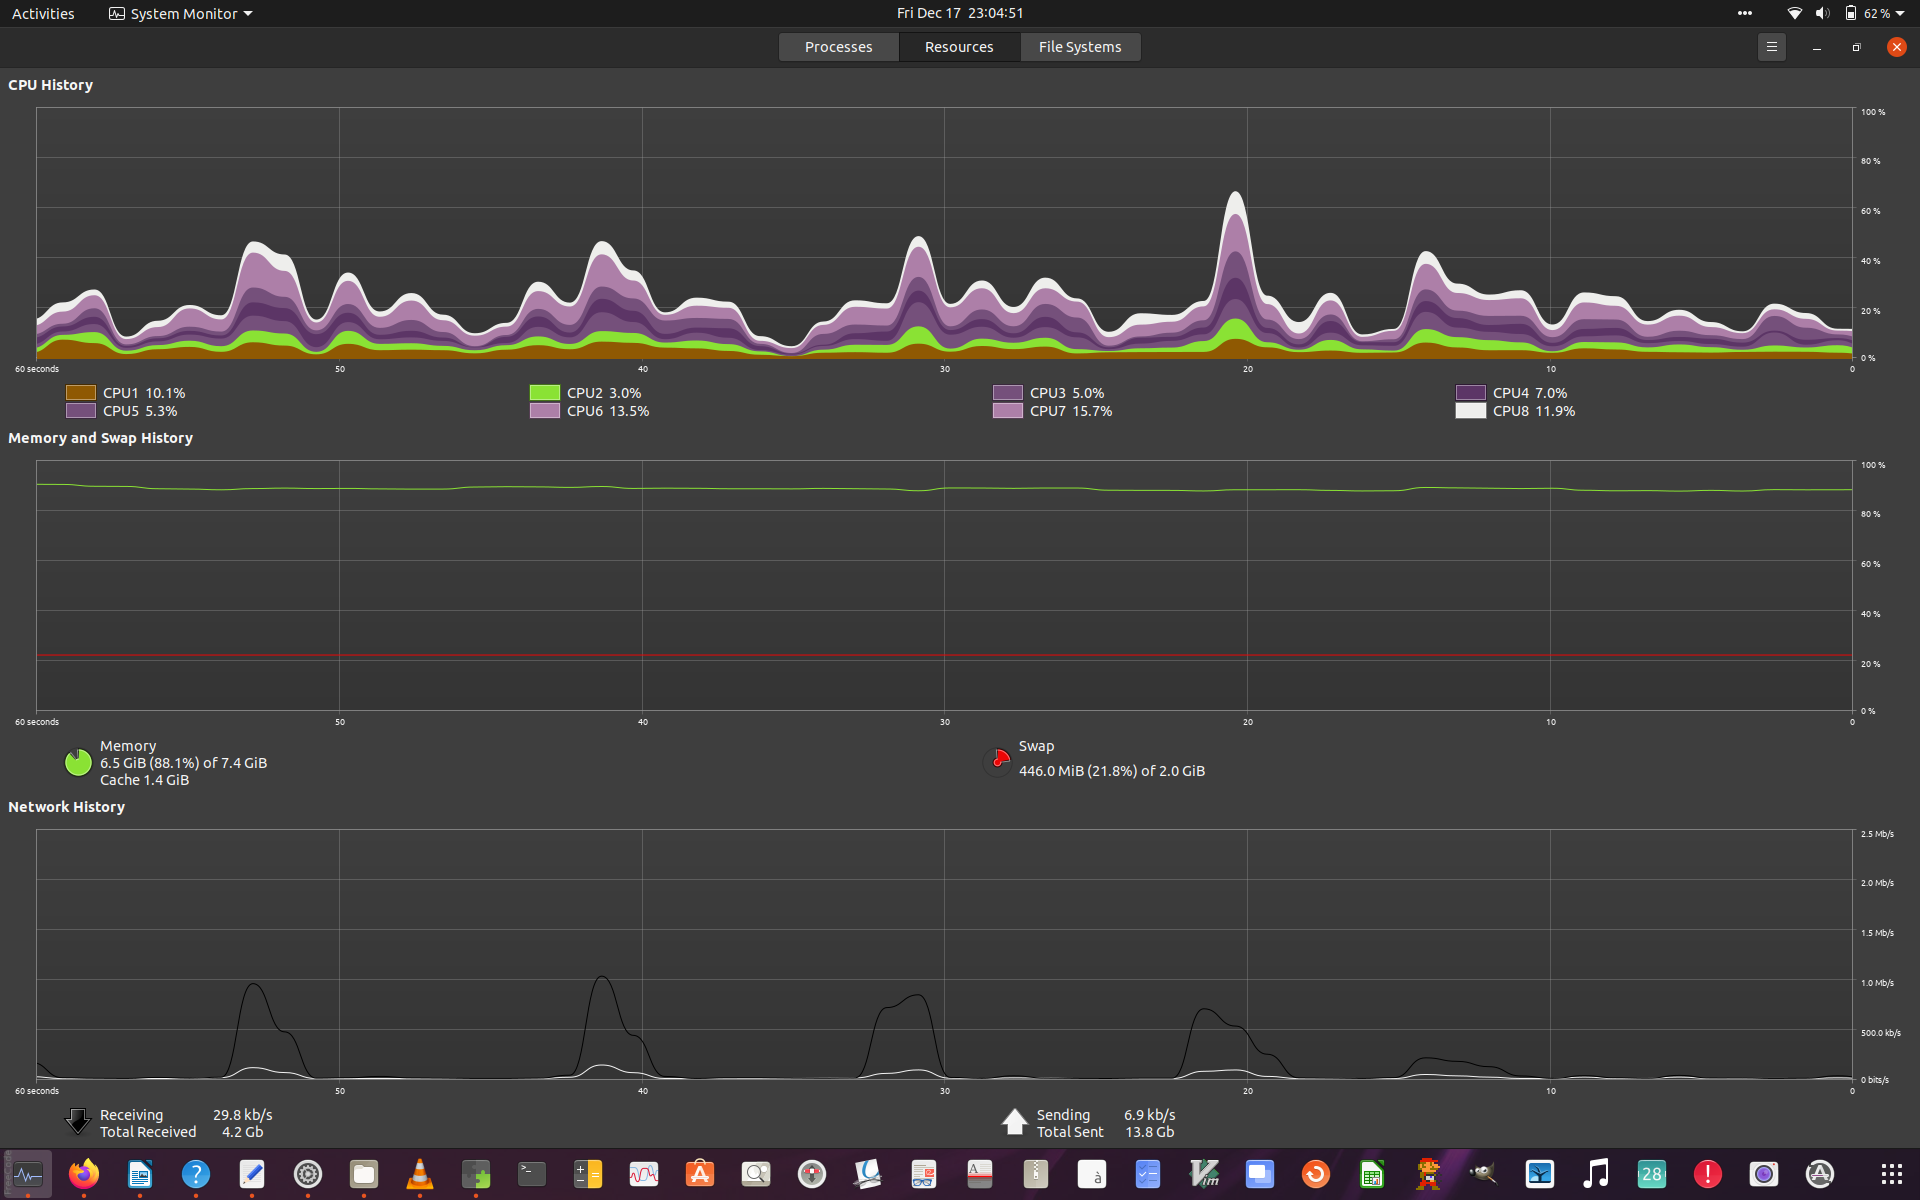 Activities System Monitor Fri Dec 17 23:04:51 62 %
Processes Resources File Systems
CPU History
100 %
80 %
60 %
40 %
20 %
0 %
60 seconds 50 40 30 20 10 0
CPU1 10.1% CPU2 3.0% CPU3 5.0% CPU4 7.0%
CPU5 5.3% CPU6 13.5% CPU7 15.7% CPU8 11.9%
Memory and Swap History
100 %
80 %
60 %
40 %
20 %
0 %
60 seconds 50 40 30 20 10 0
Memory
6.5 GiB (88.1%) of 7.4 GiB
Cache 1.4 GiB
Swap
446.0 MiB (21.8%) of 2.0 GiB
Network History
2.5 Mb/s
2.0 Mb/s
1.5 Mb/s
1.0 Mb/s
500.0 kb/s
0 bits/s
60 seconds 50 40 30 20 10 0
Receiving 29.8 kb/s
Total Received 4.2 Gb
Sending 6.9 kb/s
Total Sent 13.8 Gb
? >_ A à Vim 28 !